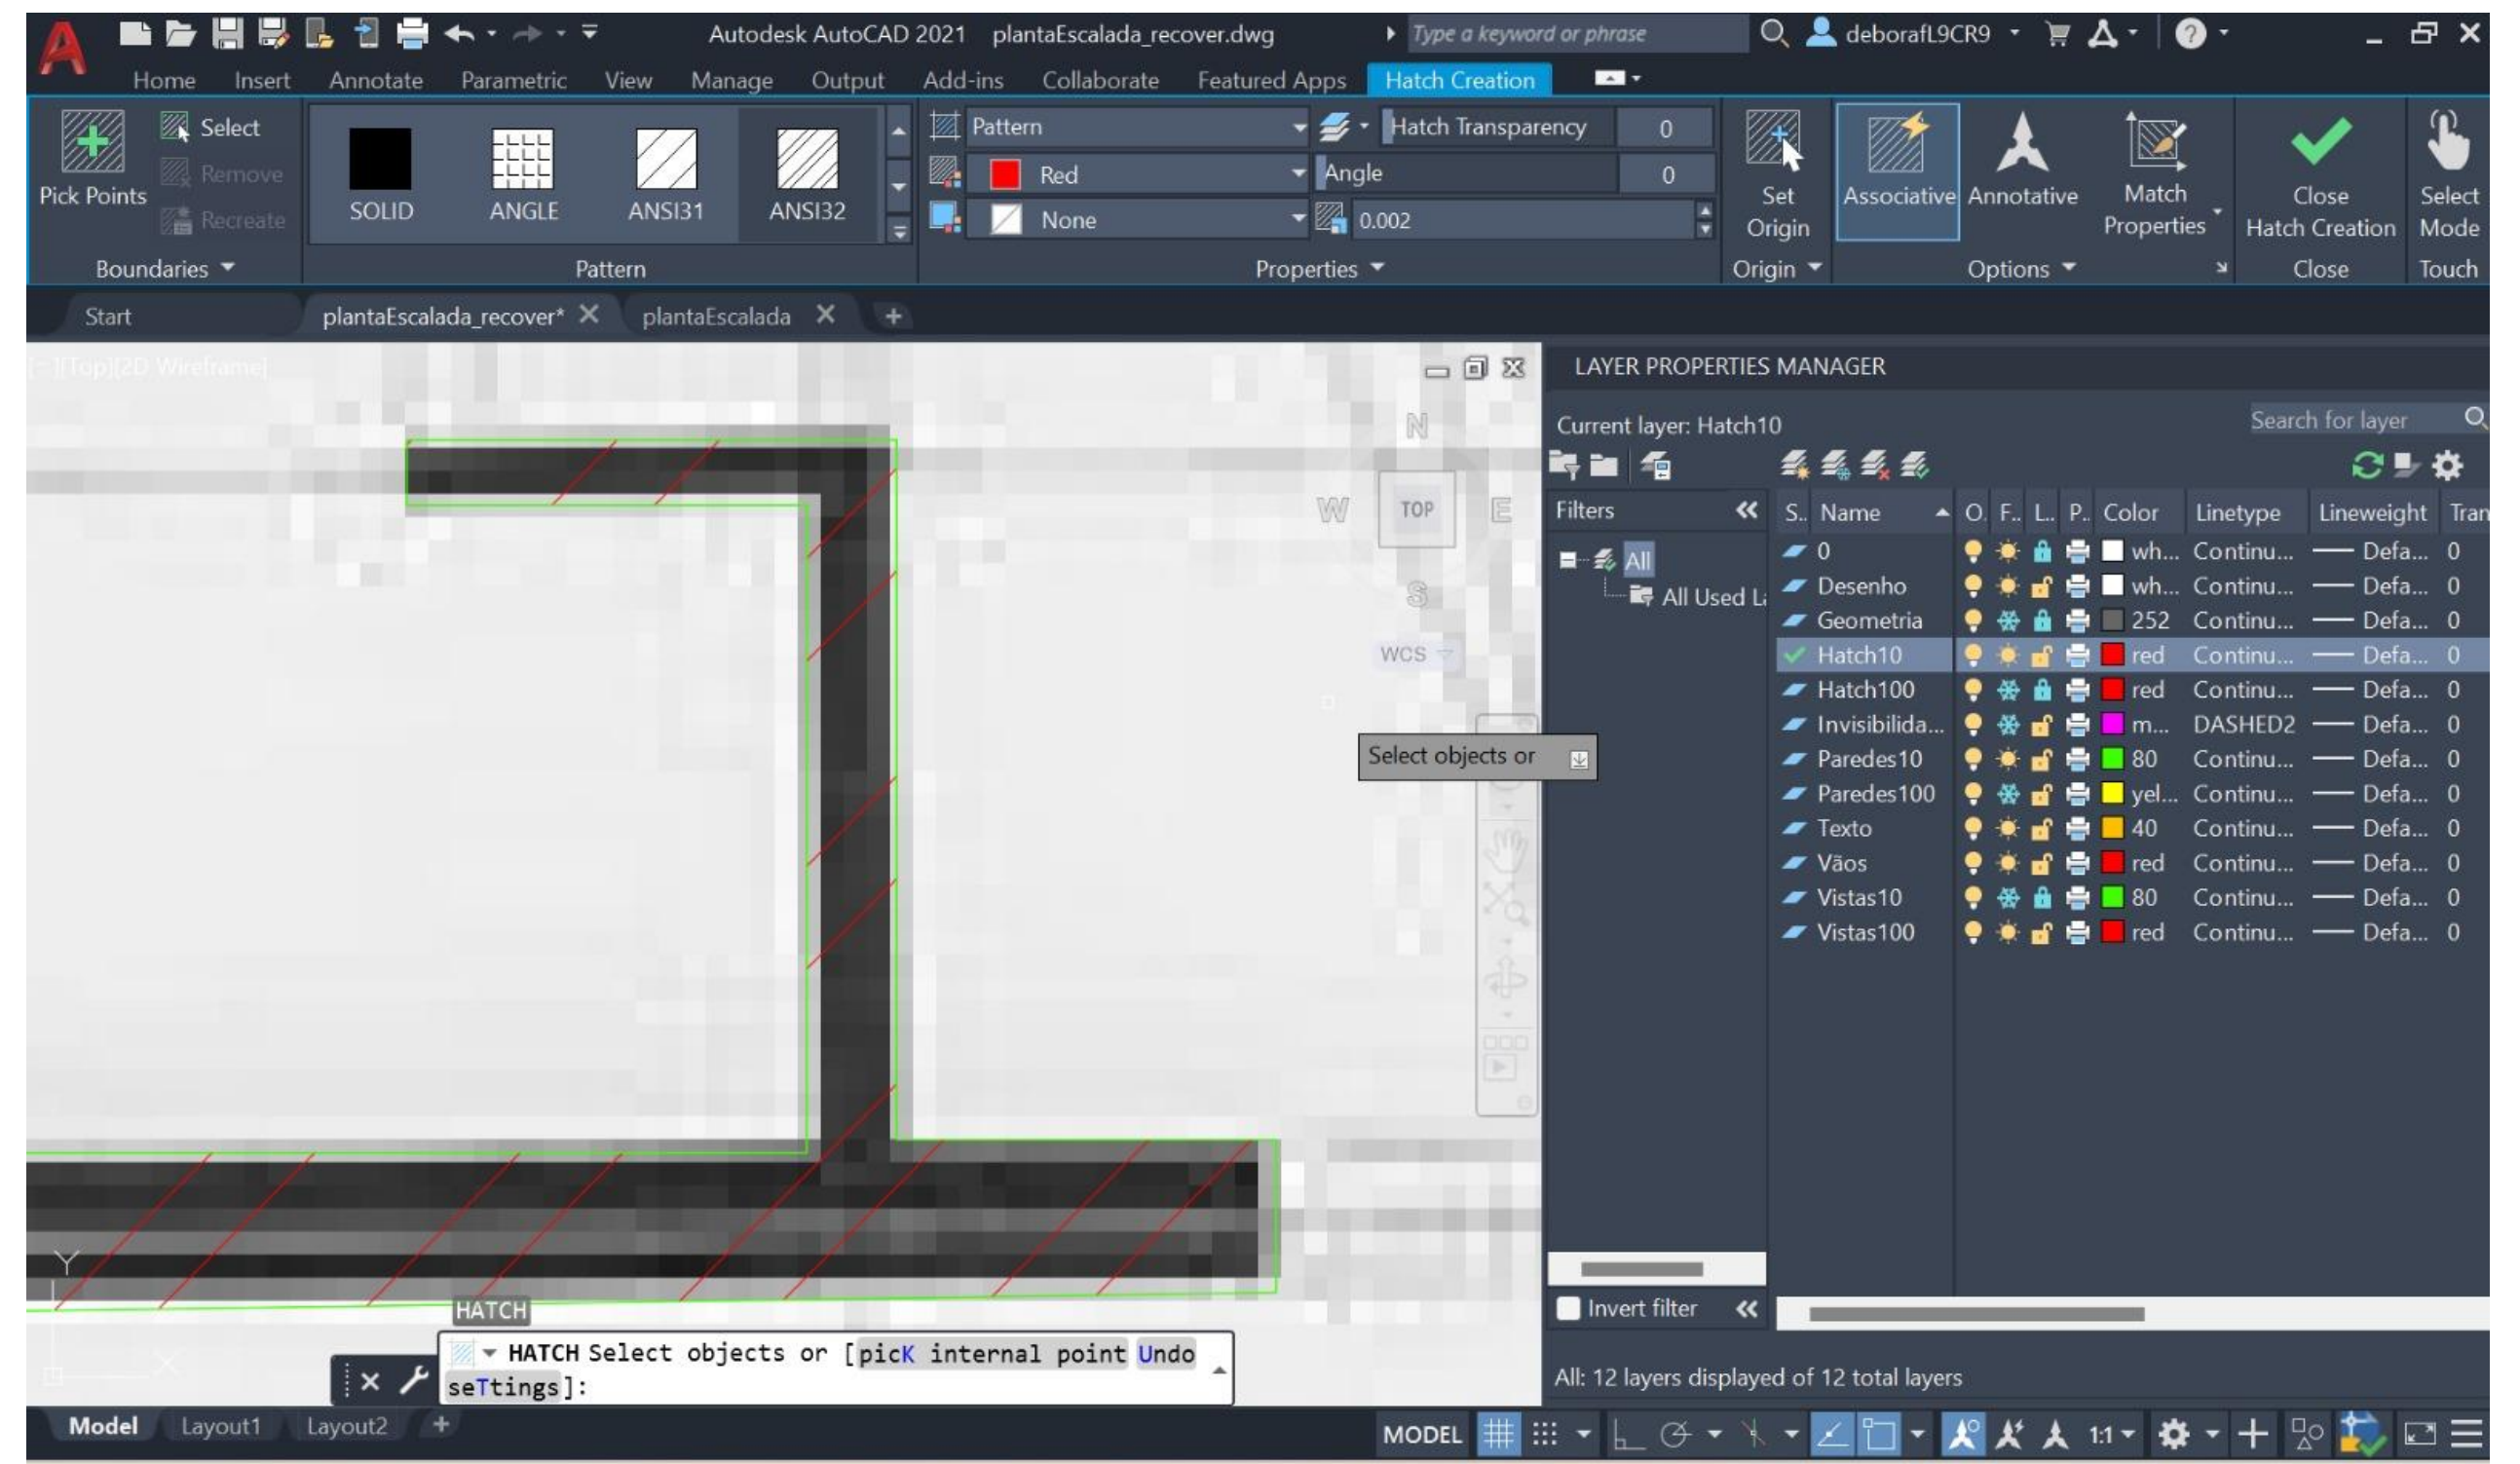 Autodesk AutoCAD 2021 plantaEscalada_recover.dwg Type a keyword or phrase deborafL9CR9
Home Insert Annotate Parametric View Manage Output Add-ins Collaborate Featured Apps Hatch Creation
Pick Points
Select
Remove
Recreate
Boundaries
SOLID ANGLE ANSI31 ANSI32
Pattern
Pattern Hatch Transparency 0
Red Angle 0
None 0.002
Properties
Set
Origin
Origin
Associative Annotative
Match
Properties
Options
Close
Hatch Creation
Close
Select
Mode
Touch
Start plantaEscalada_recover* plantaEscalada
[−][Top][2D Wireframe]
N
W TOP E
S
WCS
Select objects or
Y
X
LAYER PROPERTIES MANAGER
Current layer: Hatch10 Search for layer
Filters
All
All Used La
S.. Name O. F.. L.. P.. Color Linetype Lineweight Tran
0 wh... Continu... Defa... 0
Desenho wh... Continu... Defa... 0
Geometria 252 Continu... Defa... 0
Hatch10 red Continu... Defa... 0
Hatch100 red Continu... Defa... 0
Invisibilida... m... DASHED2 Defa... 0
Paredes10 80 Continu... Defa... 0
Paredes100 yel... Continu... Defa... 0
Texto 40 Continu... Defa... 0
Vãos red Continu... Defa... 0
Vistas10 80 Continu... Defa... 0
Vistas100 red Continu... Defa... 0
Invert filter
All: 12 layers displayed of 12 total layers
HATCH
HATCH Select objects or [picK internal point Undo
seTtings]:
Model Layout1 Layout2
MODEL 1:1